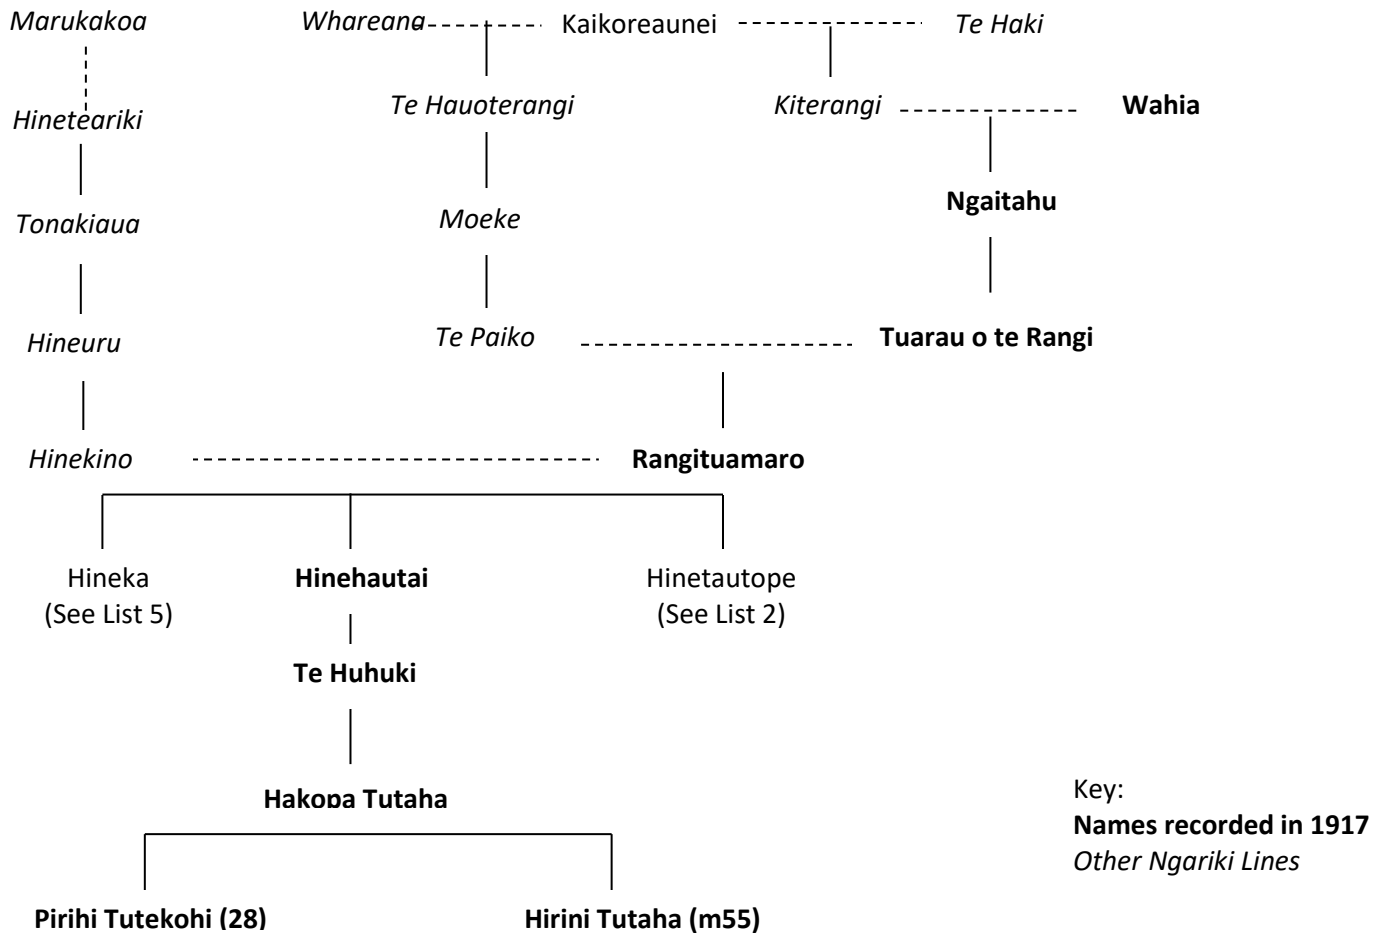 Marukakoa Whareana Kaikoreaunei Te Haki
Hineteariki Te Hauoterangi Kiterangi Wahia
Ngaitahu
Tonakiaua Moeke
Hineuru Te Paiko Tuarau o te Rangi
Hinekino Rangituamaro
Hineka Hinehautai Hinetautope
(See List 5) (See List 2)
Te Huhuki
Hakopa Tutaha
Key:
Names recorded in 1917
Other Ngariki Lines
Pirihi Tutekohi (28) Hirini Tutaha (m55)